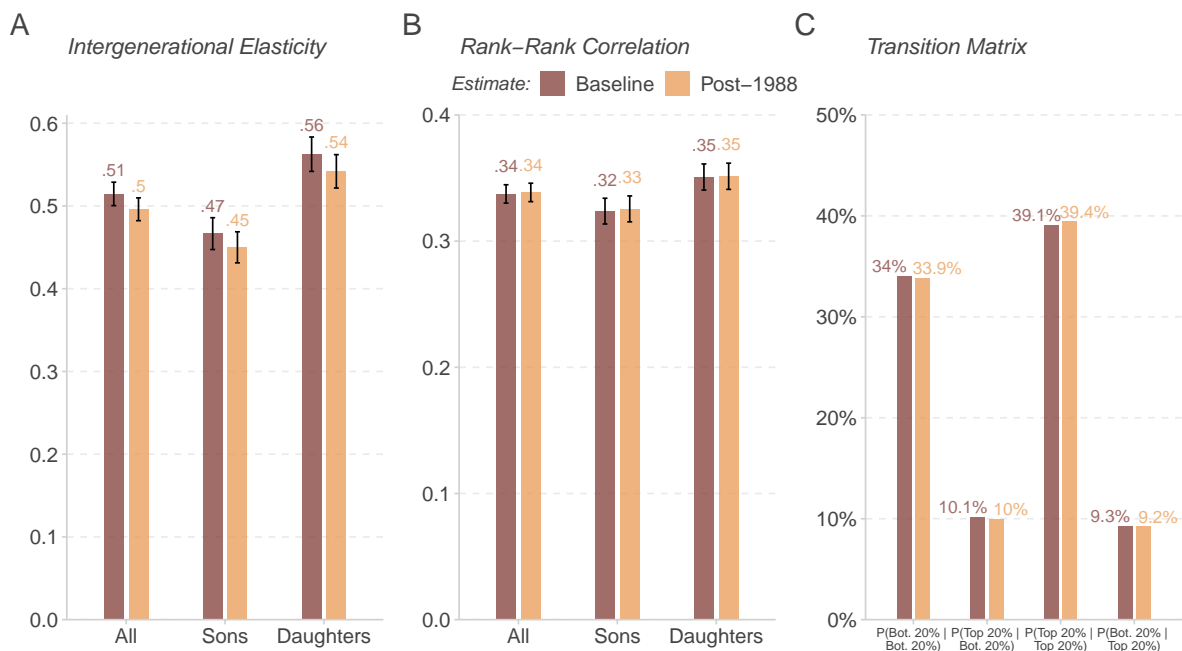 A
Intergenerational Elasticity
0.6
0.5
0.4
0.3
0.2
0.1
0.0
.51
.5
.47
.45
.56
.54
All
Sons
Daughters
B
Rank−Rank Correlation
Estimate:
Baseline
Post−1988
0.4
0.3
0.2
0.1
0.0
.34
.34
.32
.33
.35
.35
All
Sons
Daughters
C
Transition Matrix
50%
40%
30%
20%
10%
0%
34%
33.9%
10.1%
10%
39.1%
39.4%
9.3%
9.2%
P(Bot. 20% |
Bot. 20%)
P(Top 20% |
Bot. 20%)
P(Top 20% |
Top 20%)
P(Bot. 20% |
Top 20%)